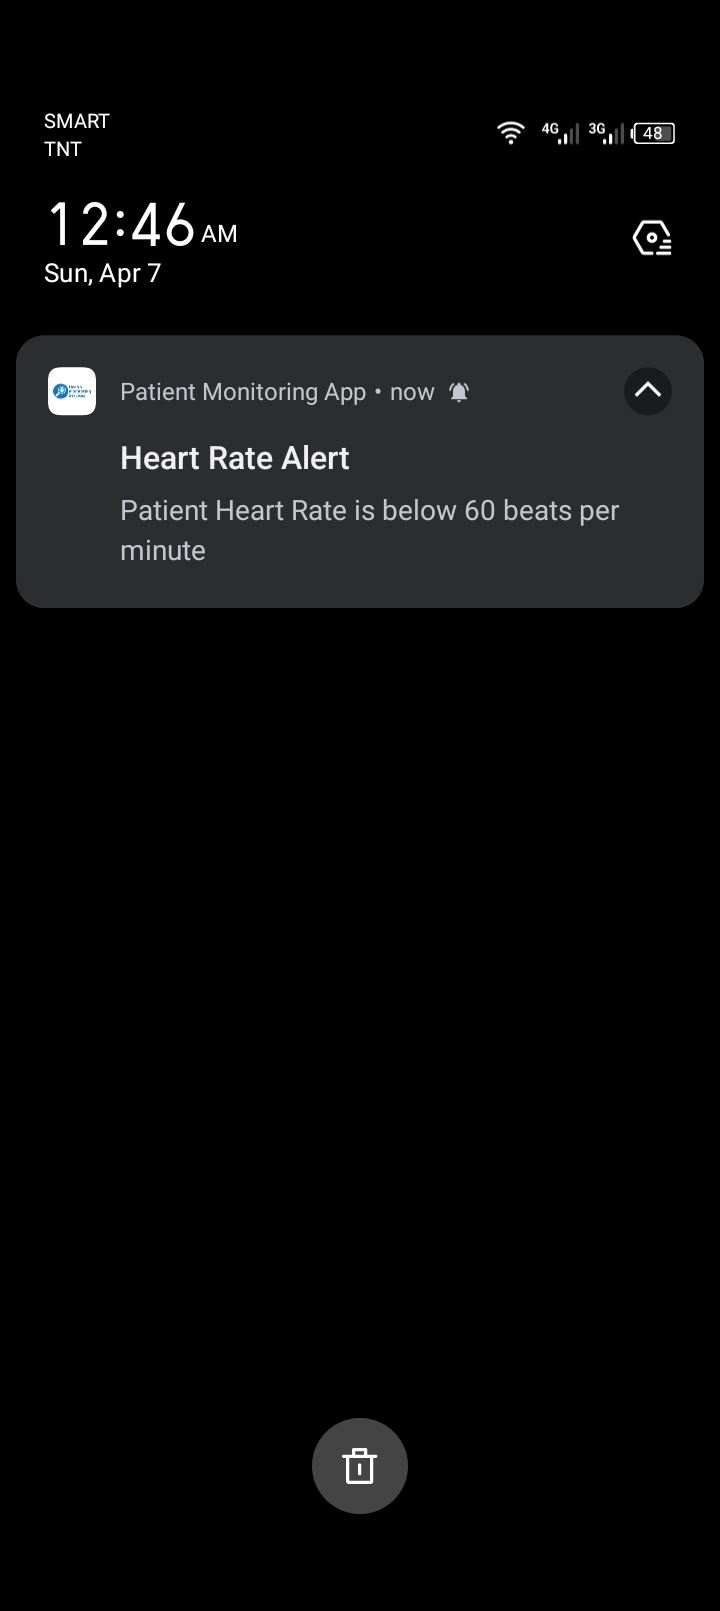 SMART
TNT
4G 3G 48
12:46 AM
Sun, Apr 7
Patient Monitoring App • now
Heart Rate Alert
Patient Heart Rate is below 60 beats per
minute